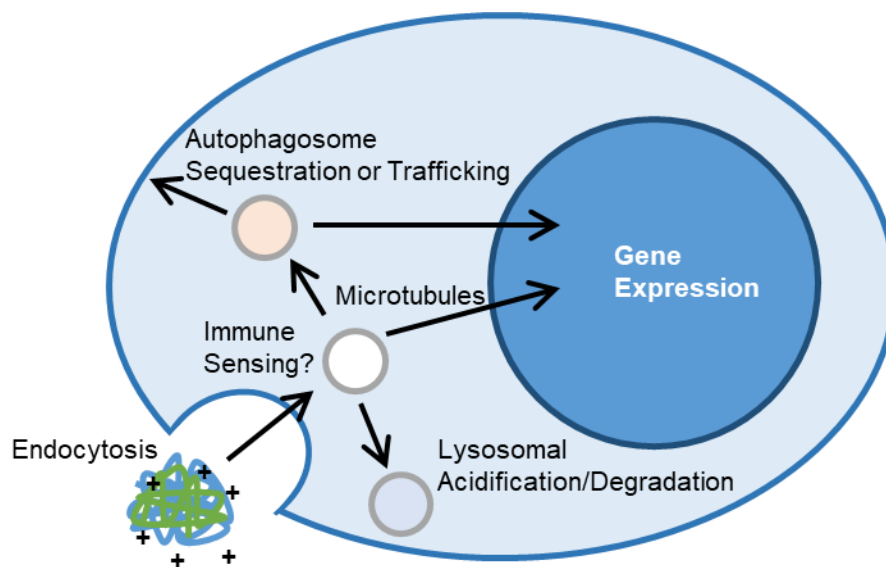 Autophagosome
Sequestration or Trafficking
Gene
Expression
Microtubules
Immune
Sensing?
Endocytosis
Lysosomal
Acidification/Degradation
+
+
+
+
+
+